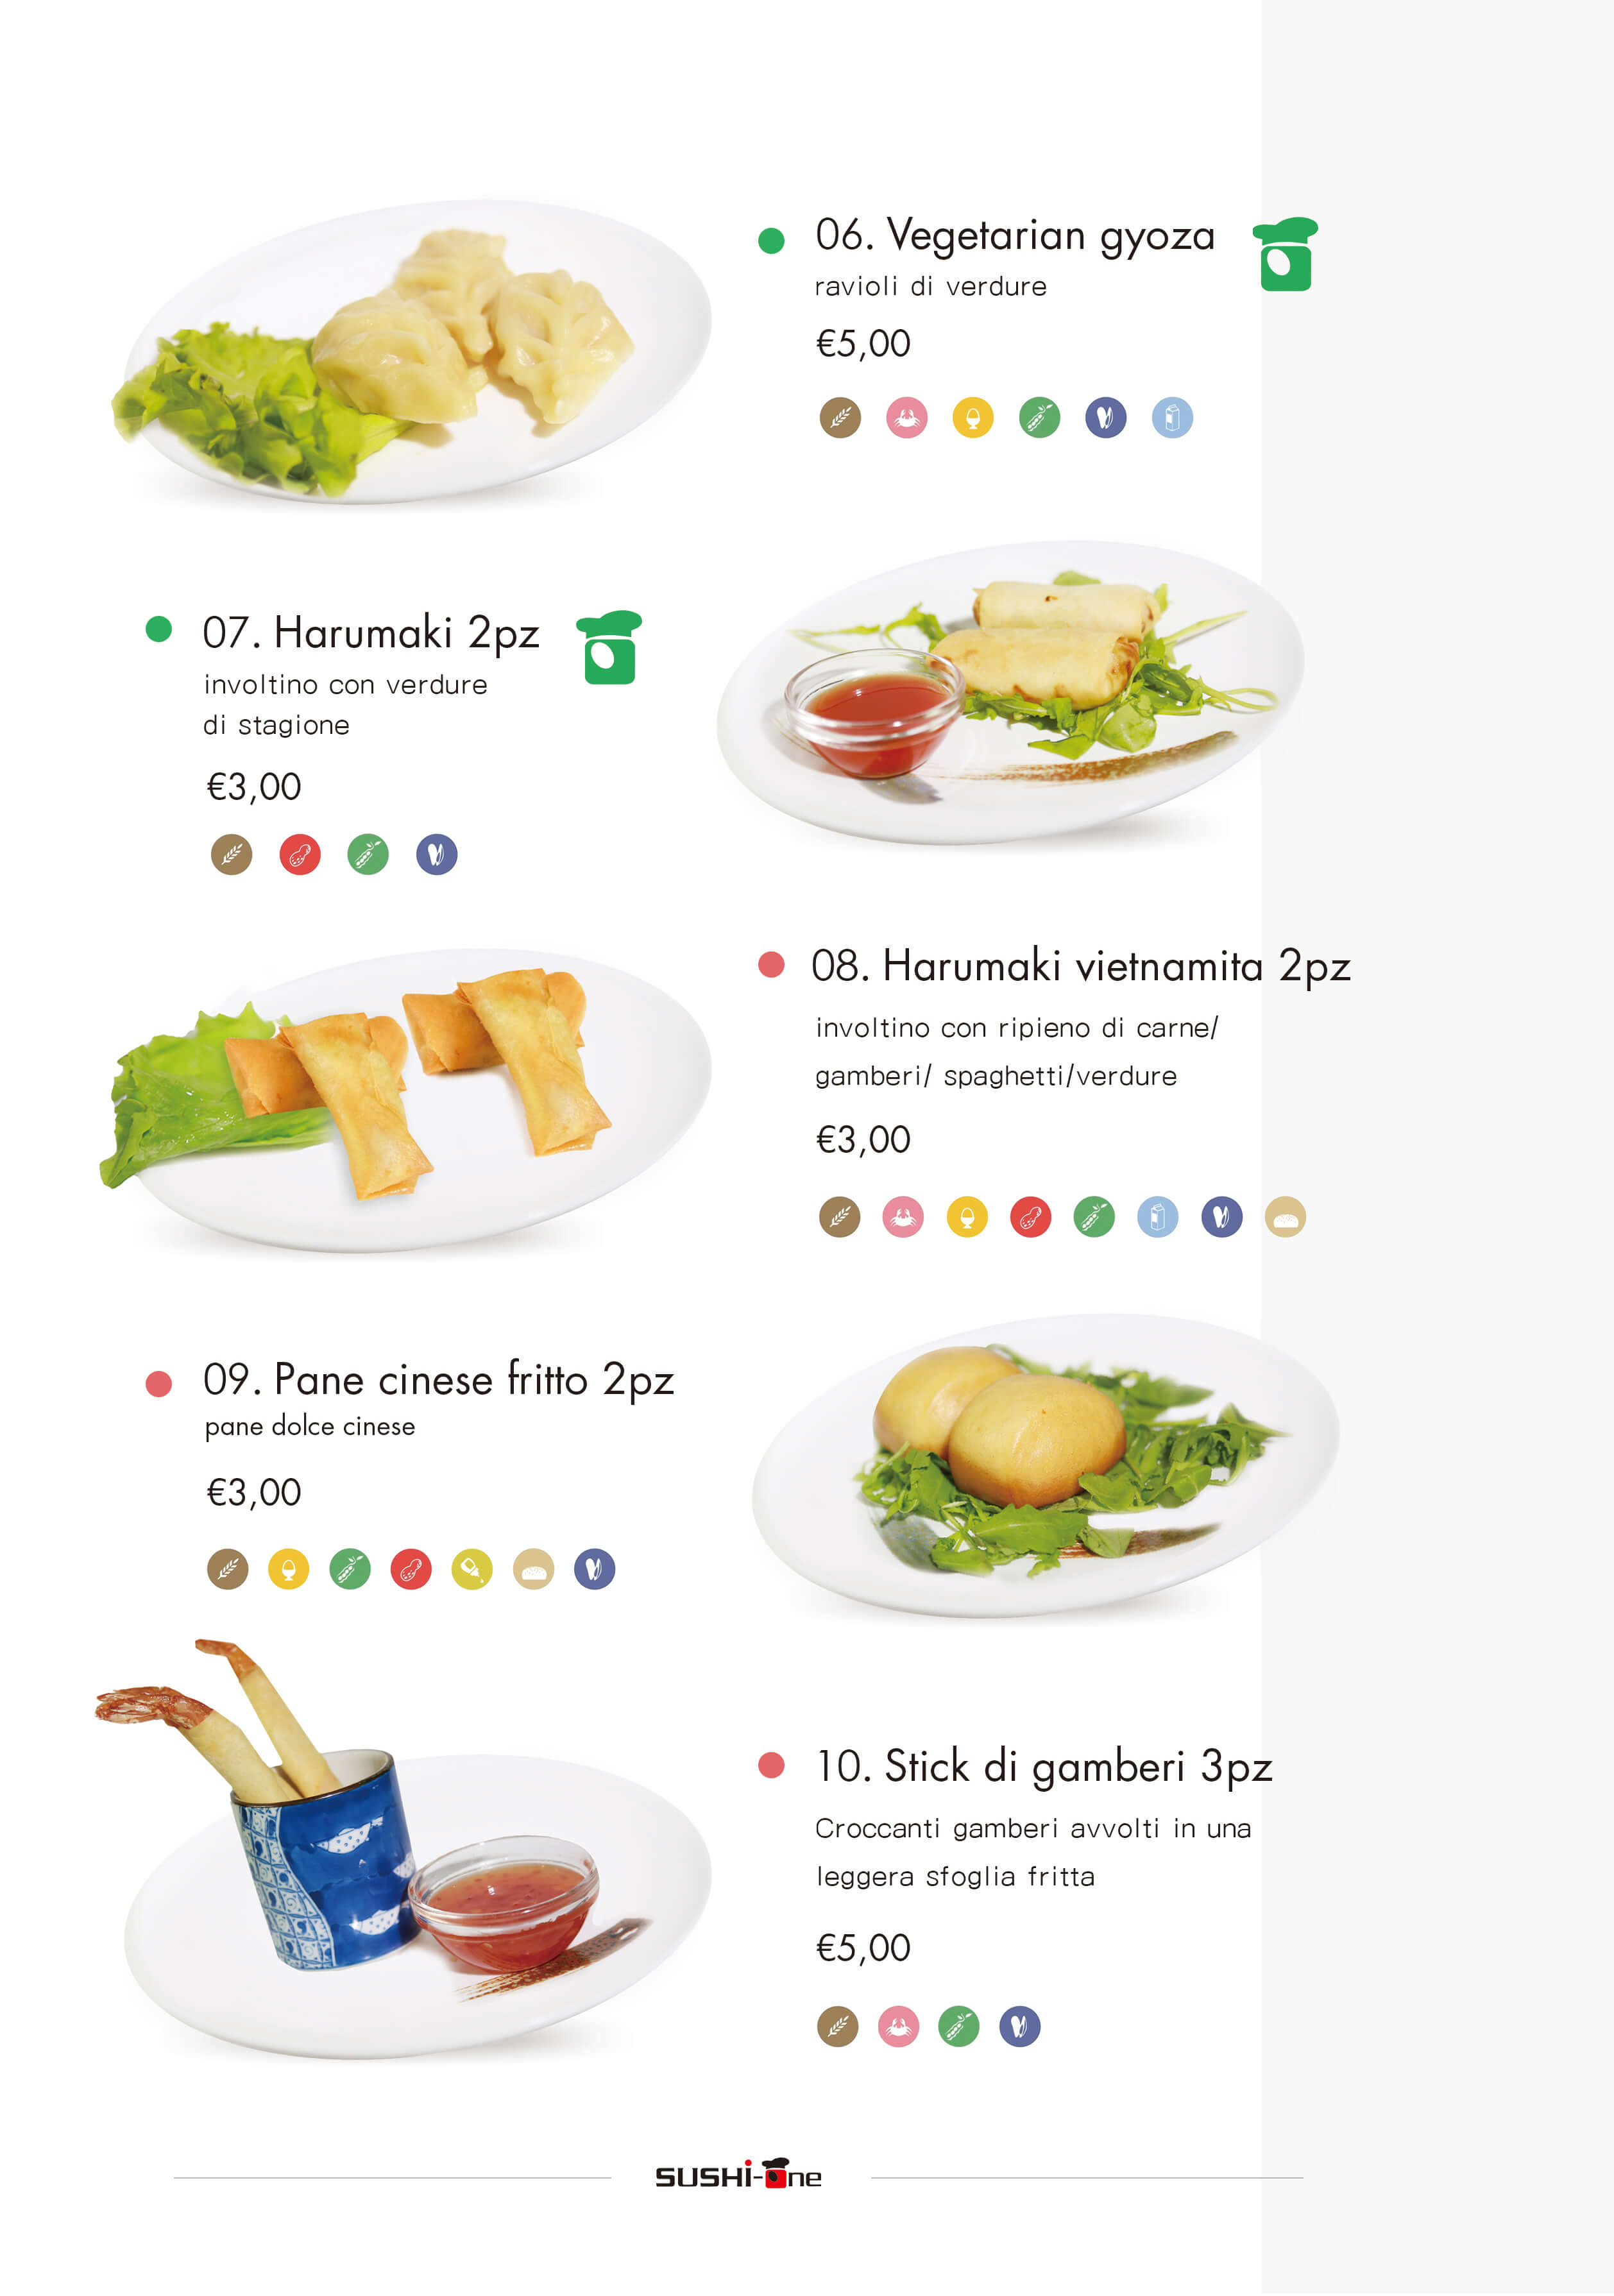 06. Vegetarian gyoza
ravioli di verdure
€5,00
07. Harumaki 2pz
involtino con verdure
di stagione
€3,00
08. Harumaki vietnamita 2pz
involtino con ripieno di carne/
gamberi/ spaghetti/verdure
€3,00
09. Pane cinese fritto 2pz
pane dolce cinese
€3,00
10. Stick di gamberi 3pz
Croccanti gamberi avvolti in una
leggera sfoglia fritta
€5,00
SUSHi-One